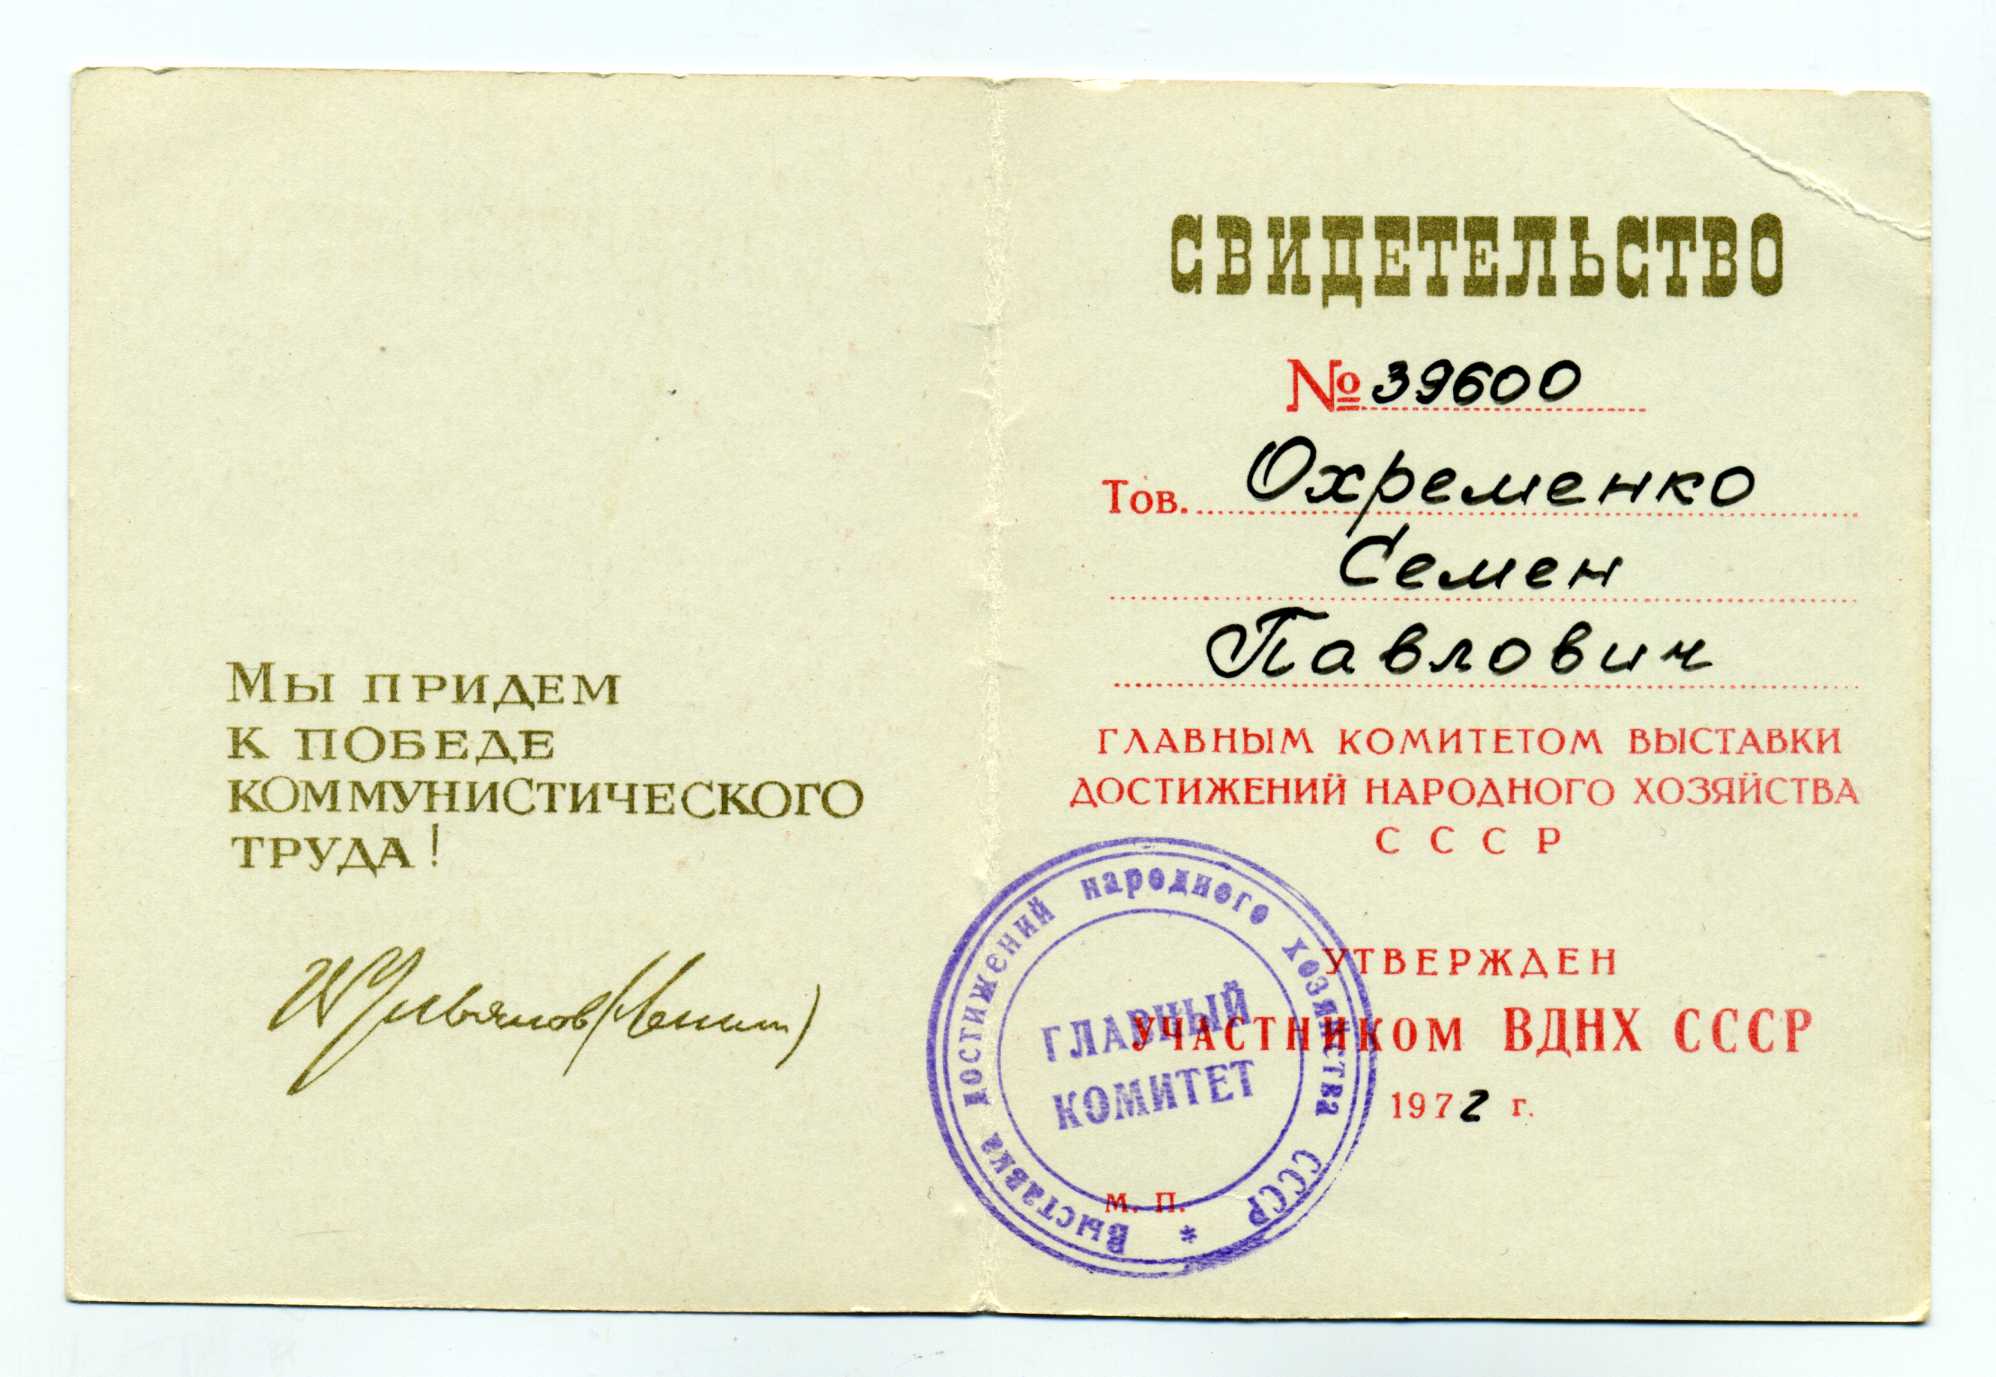 Мы придем
к победе
коммунистического
труда!
В Ульянов (Ленин)
СВИДЕТЕЛЬСТВО
№ 39600
Тов. Охременко
Семен
Павлович
ГЛАВНЫМ КОМИТЕТОМ ВЫСТАВКИ
ДОСТИЖЕНИЙ НАРОДНОГО ХОЗЯЙСТВА
СССР
УТВЕРЖДЕН
УЧАСТНИКОМ ВДНХ СССР
1972 г.
М. П.
Выставка достижений народного хозяйства СССР *
ГЛАВНЫЙ
КОМИТЕТ